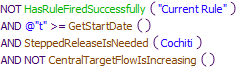 NOT HasRuleFiredSuccessfully ( "Current Rule" )
AND @"t" >= GetStartDate ( )
AND SteppedReleaseIsNeeded ( Cochiti )
AND NOT CentralTargetFlowIsIncreasing ( )